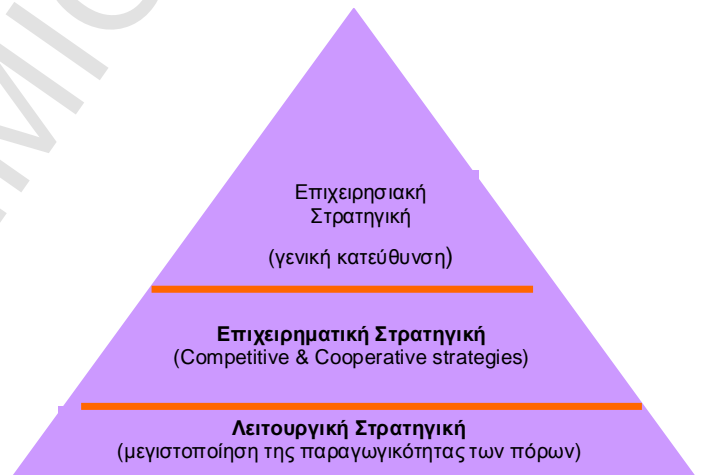 Επιχειρησιακή
Στρατηγική
(γενική κατεύθυνση)
Επιχειρηματική Στρατηγική
(Competitive & Cooperative strategies)
Λειτουργική Στρατηγική
(μεγιστοποίηση της παραγωγικότητας των πόρων)